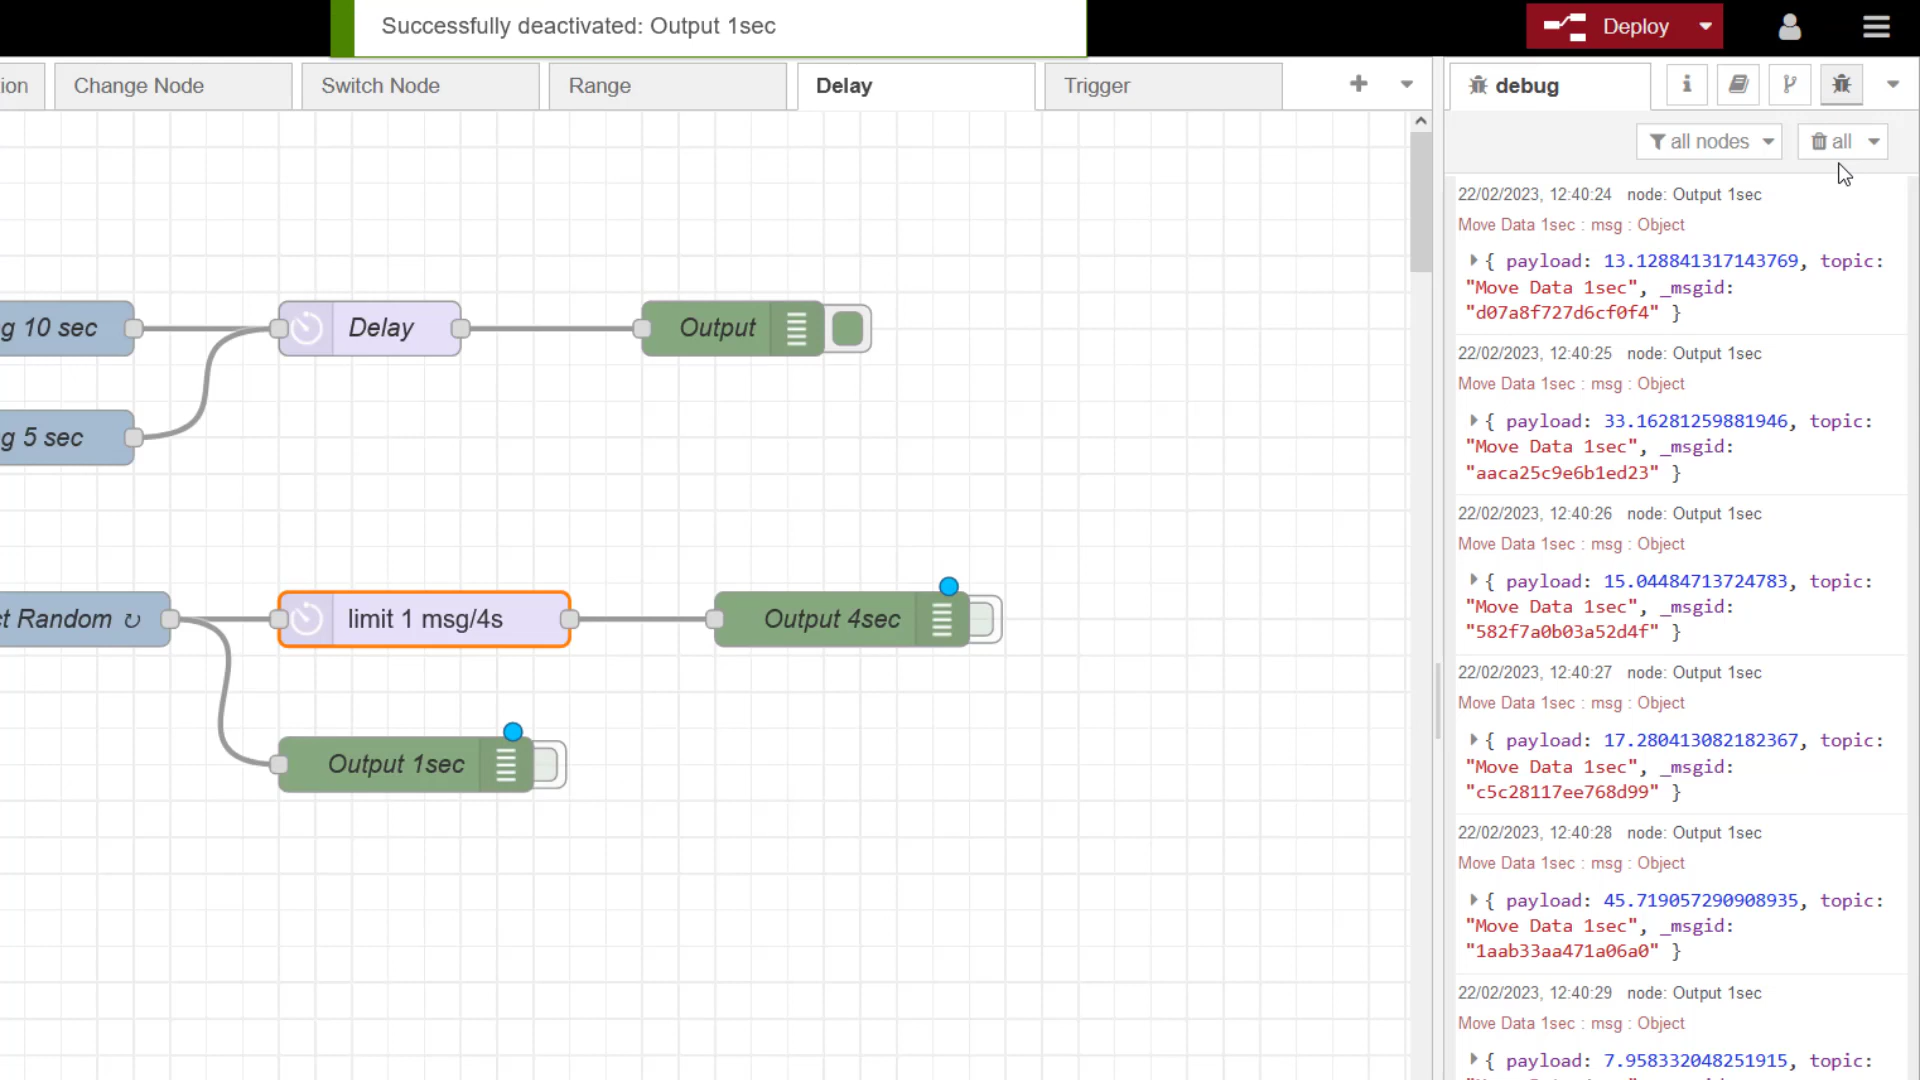 Successfully deactivated: Output 1sec
Deploy
ion
Change Node
Switch Node
Range
Delay
Trigger
debug
all nodes
all
g 10 sec
Delay
Output
g 5 sec
t Random ↻
limit 1 msg/4s
Output 4sec
Output 1sec
22/02/2023, 12:40:24 node: Output 1sec
Move Data 1sec : msg : Object
{ payload: 13.128841317143769, topic:
"Move Data 1sec", _msgid:
"d07a8f727d6cf0f4" }
22/02/2023, 12:40:25 node: Output 1sec
Move Data 1sec : msg : Object
{ payload: 33.16281259881946, topic:
"Move Data 1sec", _msgid:
"aaca25c9e6b1ed23" }
22/02/2023, 12:40:26 node: Output 1sec
Move Data 1sec : msg : Object
{ payload: 15.04484713724783, topic:
"Move Data 1sec", _msgid:
"582f7a0b03a52d4f" }
22/02/2023, 12:40:27 node: Output 1sec
Move Data 1sec : msg : Object
{ payload: 17.280413082182367, topic:
"Move Data 1sec", _msgid:
"c5c28117ee768d99" }
22/02/2023, 12:40:28 node: Output 1sec
Move Data 1sec : msg : Object
{ payload: 45.719057290908935, topic:
"Move Data 1sec", _msgid:
"1aab33aa471a06a0" }
22/02/2023, 12:40:29 node: Output 1sec
Move Data 1sec : msg : Object
{ payload: 7.958332048251915, topic: